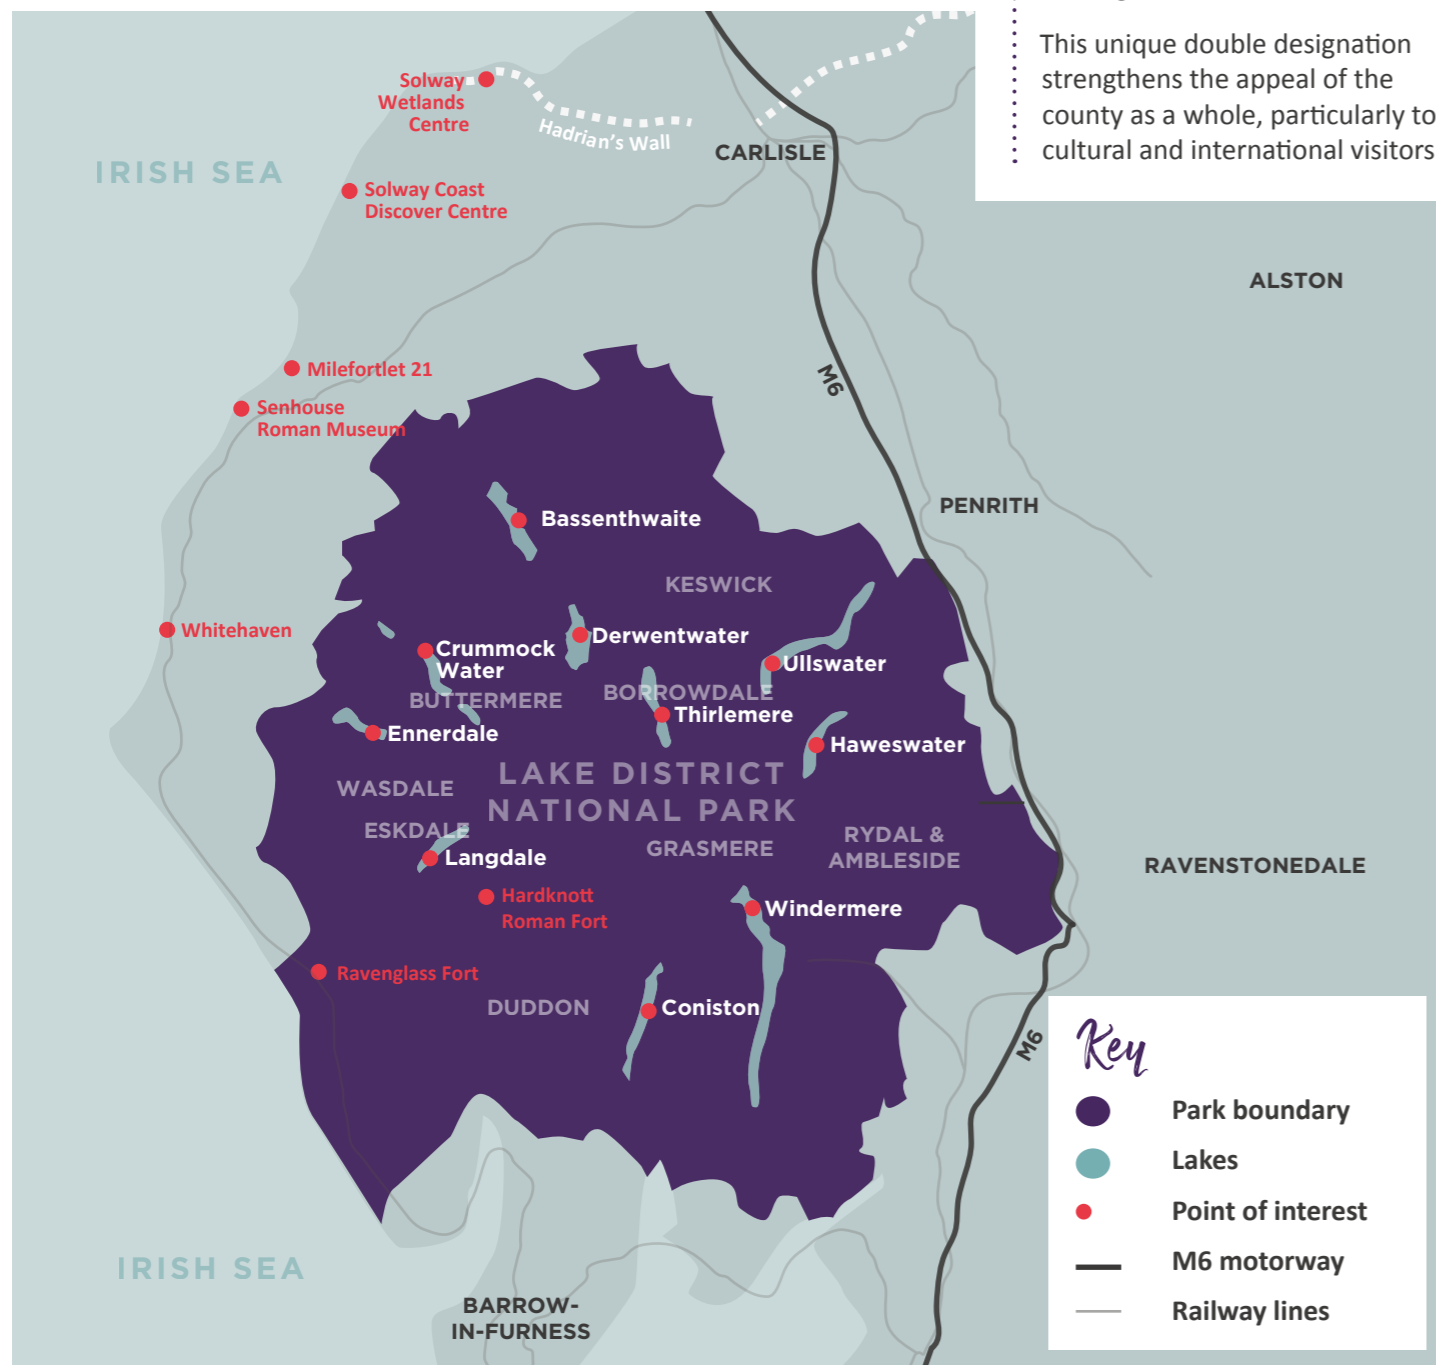 This unique double designation
strengthens the appeal of the
county as a whole, particularly to
cultural and international visitors
Solway
Wetlands
Centre
Hadrian's Wall
CARLISLE
IRISH SEA
Solway Coast
Discover Centre
ALSTON
Milefortlet 21
M6
Senhouse
Roman Museum
PENRITH
Bassenthwaite
KESWICK
Whitehaven
Derwentwater
Crummock
Water
Ullswater
BUTTERMERE
BORROWDALE
Thirlemere
Ennerdale
Haweswater
LAKE DISTRICT
NATIONAL PARK
WASDALE
ESKDALE
GRASMERE
RYDAL &
AMBLESIDE
Langdale
RAVENSTONEDALE
Hardknott
Roman Fort
Windermere
Ravenglass Fort
DUDDON
Coniston
M6
Key
Park boundary
Lakes
Point of interest
M6 motorway
Railway lines
IRISH SEA
BARROW-
IN-FURNESS